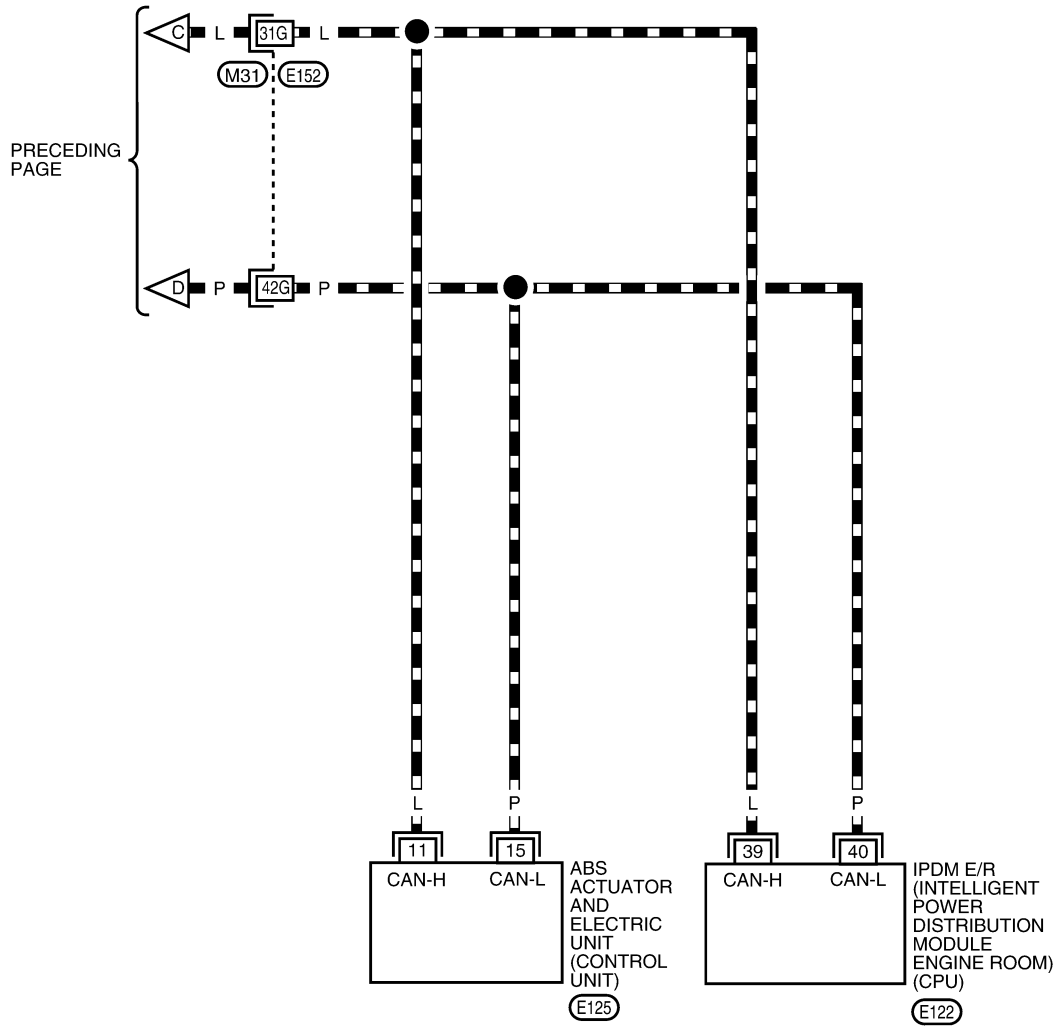 C L 31G L
M31 E152
PRECEDING
PAGE
D P 42G P
L P L P
11 15 39 40
CAN-H CAN-L
ABS
ACTUATOR
AND
ELECTRIC
UNIT
(CONTROL
UNIT)
E125
CAN-H CAN-L
IPDM E/R
(INTELLIGENT
POWER
DISTRIBUTION
MODULE
ENGINE ROOM)
(CPU)
E122